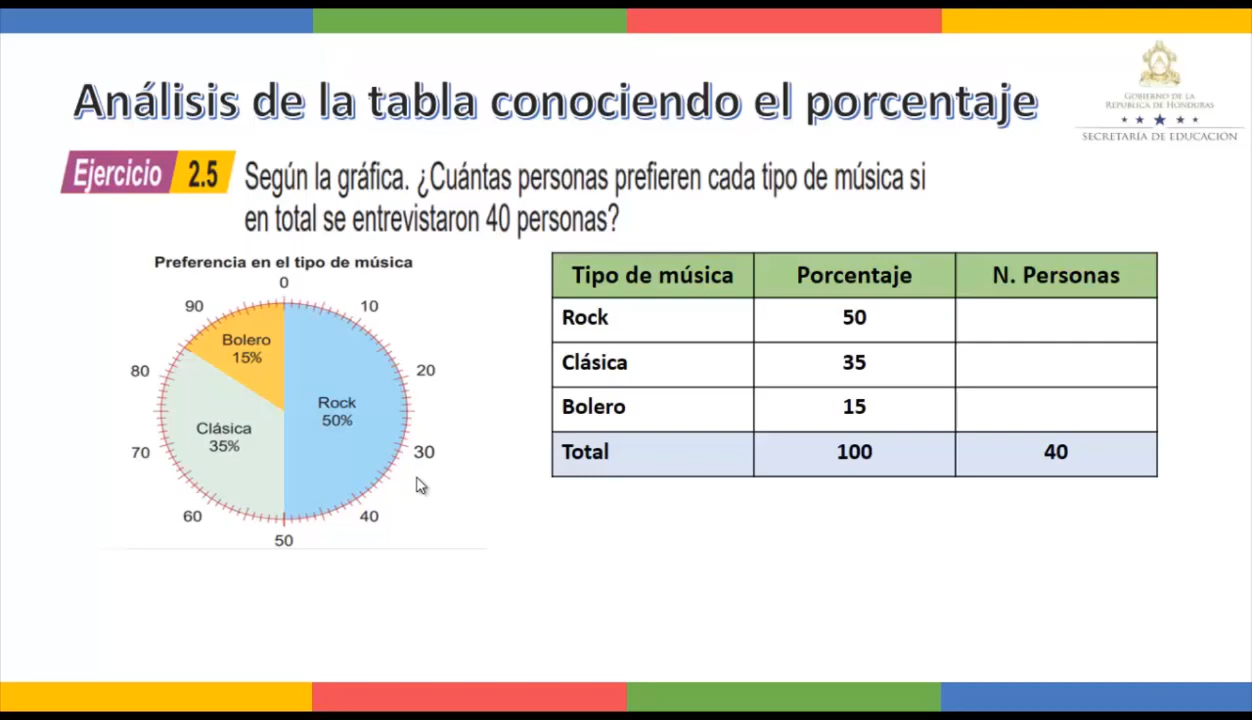 Análisis de la tabla conociendo el porcentaje
GOBIERNO DE LA
REPÚBLICA DE HONDURAS
SECRETARÍA DE EDUCACIÓN
Ejercicio 2.5 Según la gráfica. ¿Cuántas personas prefieren cada tipo de música si
en total se entrevistaron 40 personas?
Preferencia en el tipo de música
0
90 10
Bolero
15%
80 20
Rock
50%
Clásica
35%
70 30
60 40
50
Tipo de música Porcentaje N. Personas
Rock 50
Clásica 35
Bolero 15
Total 100 40